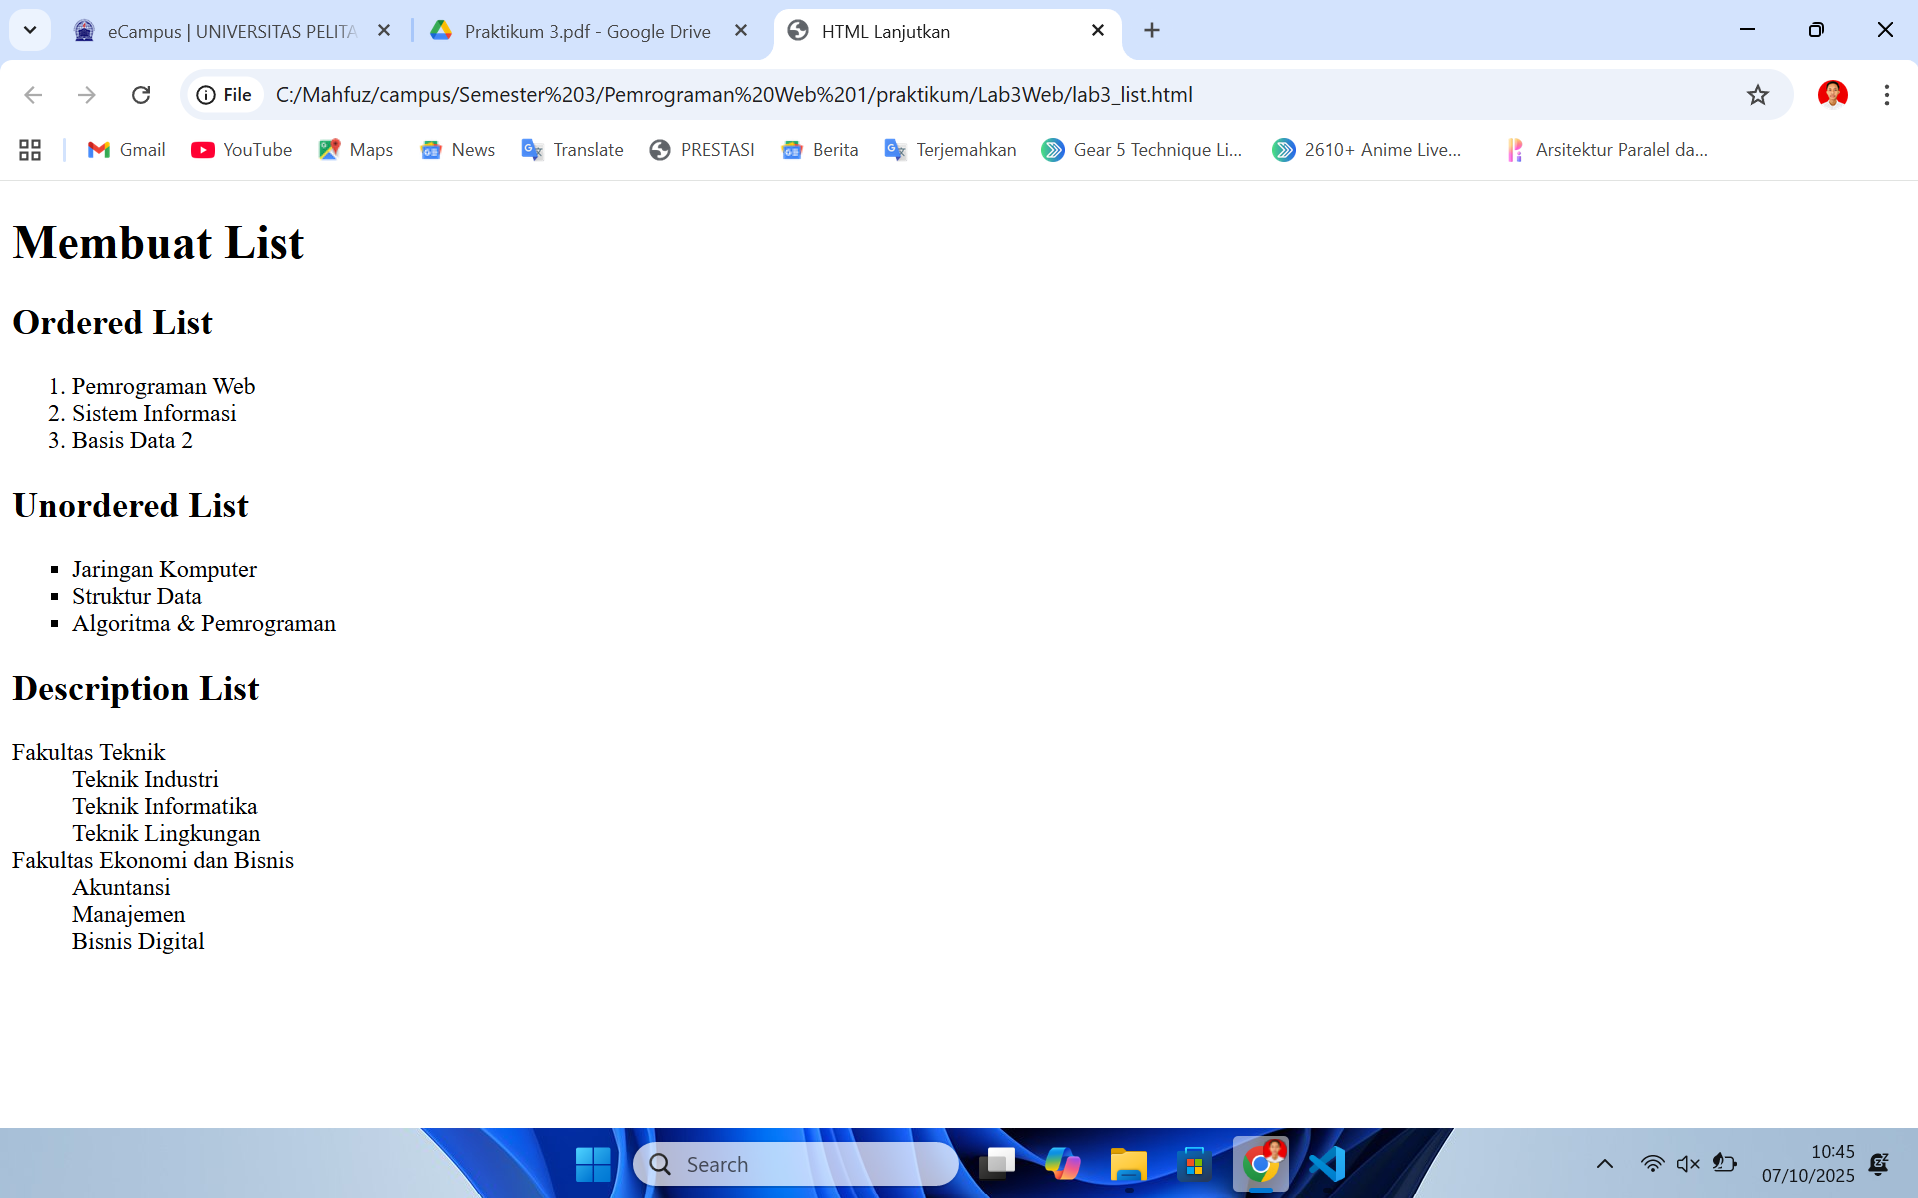 eCampus | UNIVERSITAS PELITA
Praktikum 3.pdf - Google Drive
HTML Lanjutkan
File
C:/Mahfuz/campus/Semester%203/Pemrograman%20Web%201/praktikum/Lab3Web/lab3_list.html
Gmail
YouTube
Maps
News
Translate
PRESTASI
Berita
Terjemahkan
Gear 5 Technique Li...
2610+ Anime Live...
Arsitektur Paralel da...
Membuat List
Ordered List
1. Pemrograman Web
2. Sistem Informasi
3. Basis Data 2
Unordered List
▪ Jaringan Komputer
▪ Struktur Data
▪ Algoritma & Pemrograman
Description List
Fakultas Teknik
Teknik Industri
Teknik Informatika
Teknik Lingkungan
Fakultas Ekonomi dan Bisnis
Akuntansi
Manajemen
Bisnis Digital
Search
10:45
07/10/2025